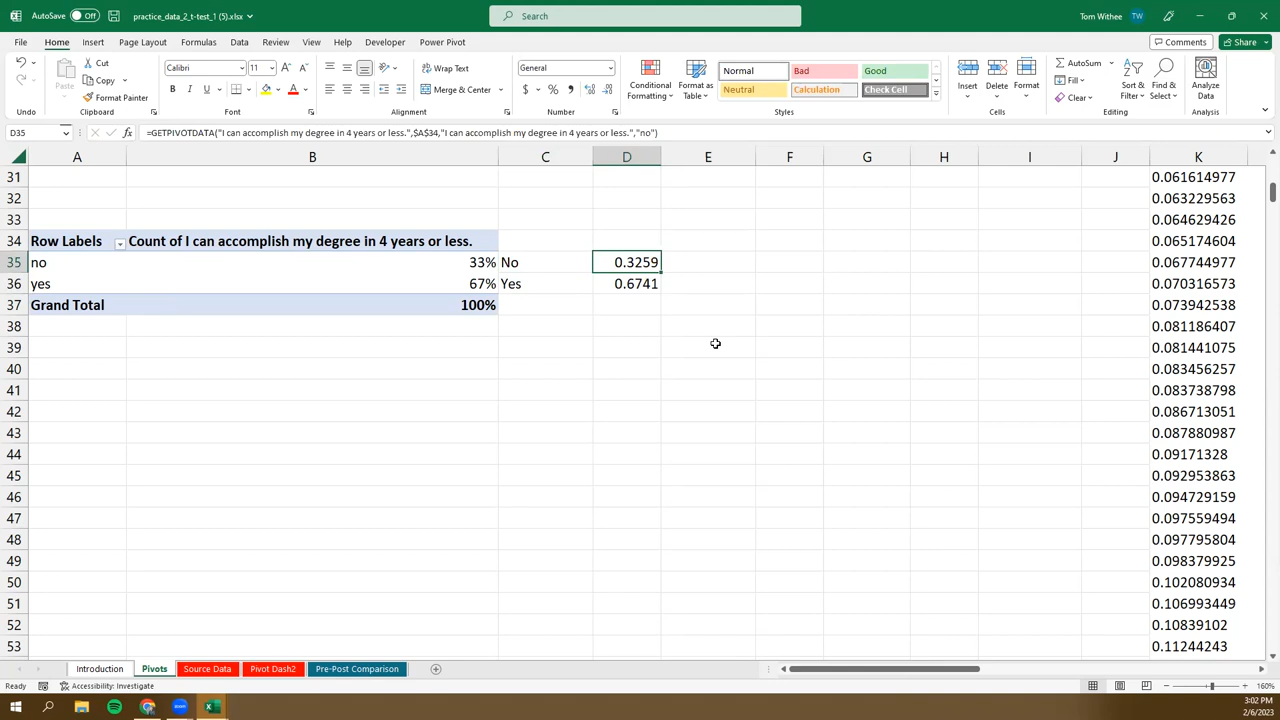 AutoSave Off practice_data_2_t-test_1 (5).xlsx Search Tom Withee TW
File Home Insert Page Layout Formulas Data Review View Help Developer Power Pivot Comments Share
Cut Calibri 11 Wrap Text General Normal Bad Good AutoSum
Paste Copy Conditional Formatting Format as Table Insert Delete Format Fill Sort & Filter Find & Select Analyze Data
Format Painter B I U Merge & Center $ % Neutral Calculation Check Cell Clear
Undo Clipboard Font Alignment Number Styles Cells Editing Analysis
D35 fx =GETPIVOTDATA("I can accomplish my degree in 4 years or less.",$A$34,"I can accomplish my degree in 4 years or less.","no")
A B C D E F G H I J K
31 0.061614977
32 0.063229563
33 0.064629426
34 Row Labels Count of I can accomplish my degree in 4 years or less. 0.065174604
35 no 33% No 0.3259 0.067744977
36 yes 67% Yes 0.6741 0.070316573
37 Grand Total 100% 0.073942538
38 0.081186407
39 0.081441075
40 0.083456257
41 0.083738798
42 0.086713051
43 0.087880987
44 0.09171328
45 0.092953863
46 0.094729159
47 0.097559494
48 0.097795804
49 0.098379925
50 0.102080934
51 0.106993449
52 0.10839102
53 0.11244243
Introduction Pivots Source Data Pivot Dash2 Pre-Post Comparison
Ready Accessibility: Investigate 160%
3:02 PM
2/6/2023